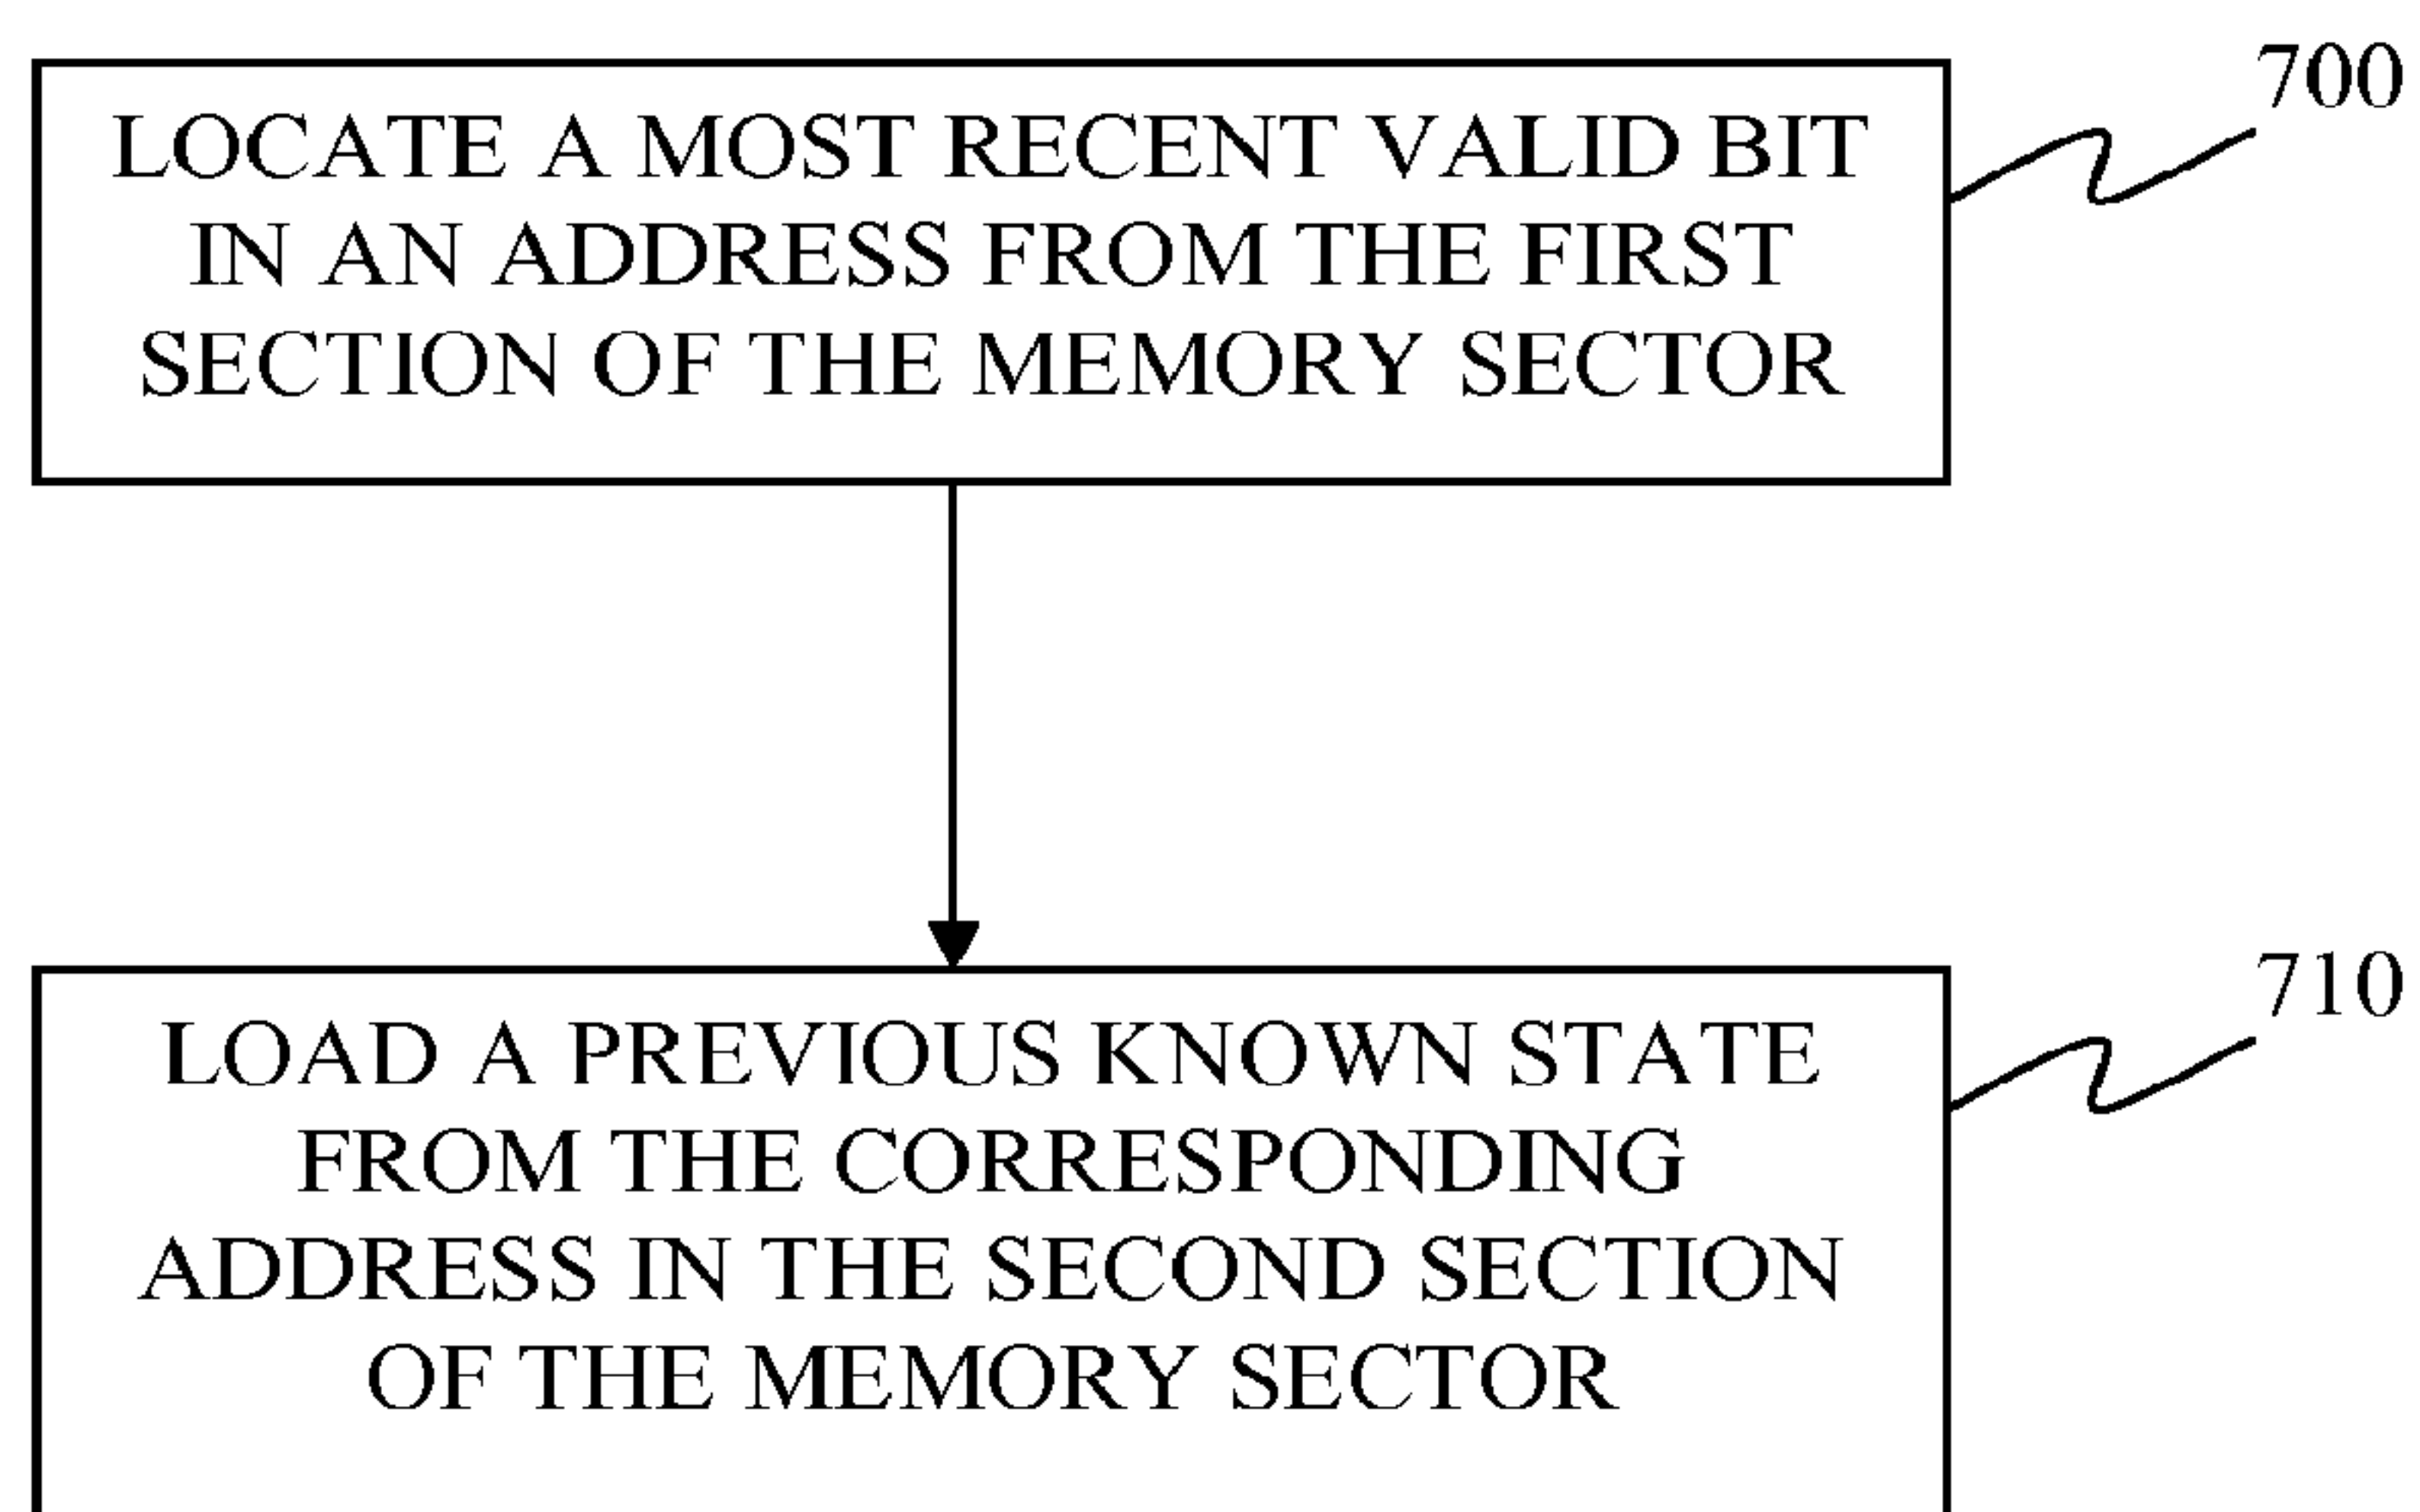 700
LOCATE A MOST RECENT VALID BIT
IN AN ADDRESS FROM THE FIRST
SECTION OF THE MEMORY SECTOR
710
LOAD A PREVIOUS KNOWN STATE
FROM THE CORRESPONDING
ADDRESS IN THE SECOND SECTION
OF THE MEMORY SECTOR